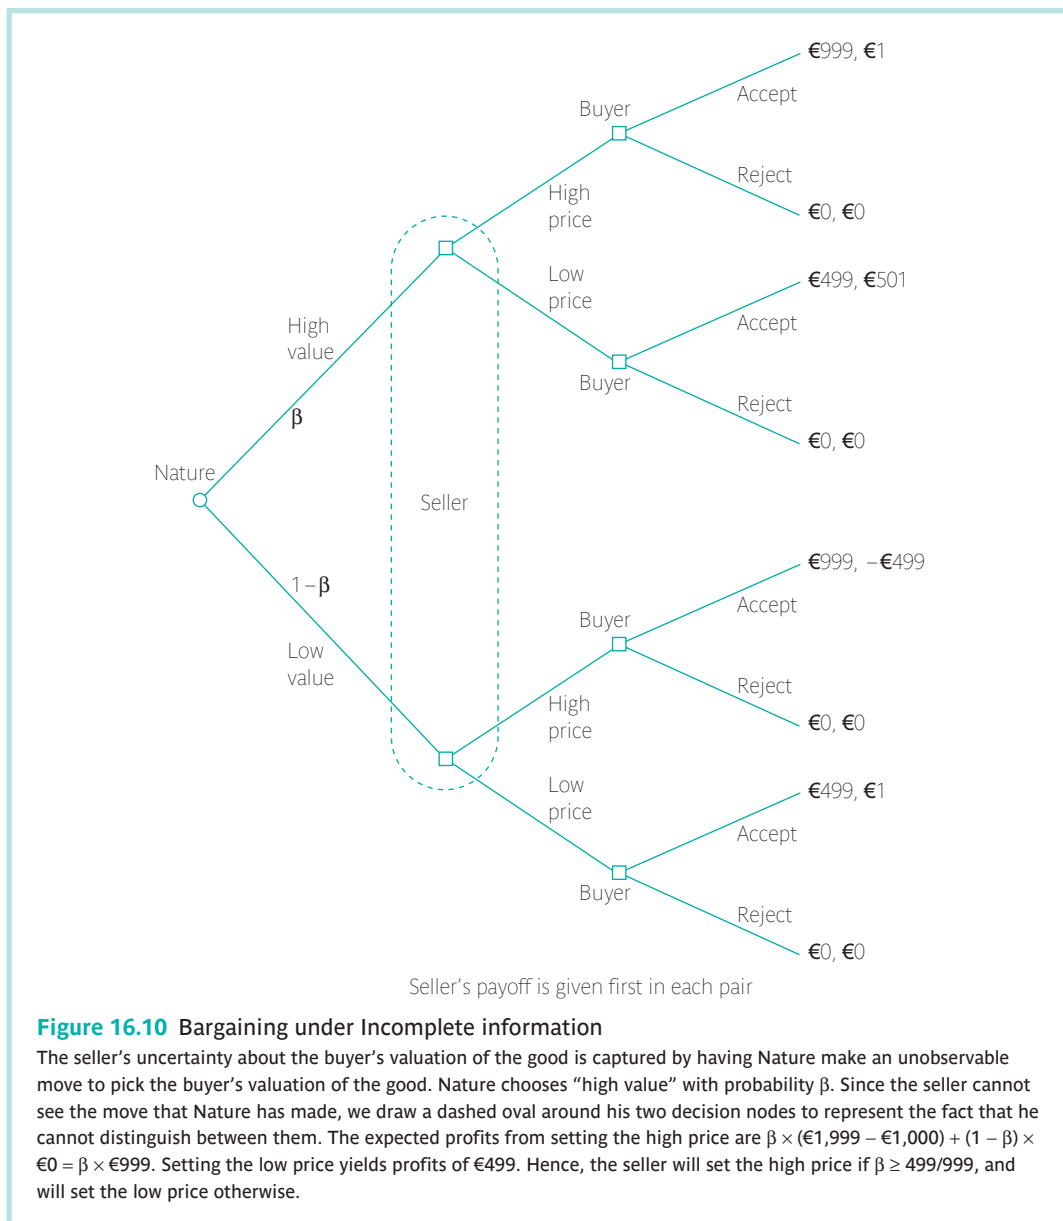 €999, €1
Accept
Buyer
Reject
High
price
€0, €0
Low
price
€499, €501
Accept
High
value
Buyer
Reject
β
€0, €0
Nature
Seller
€999, –€499
1–β
Accept
Buyer
Low
value
Reject
High
price
€0, €0
Low
price
€499, €1
Accept
Buyer
Reject
€0, €0
Seller's payoff is given first in each pair
Figure 16.10 Bargaining under Incomplete information
The seller's uncertainty about the buyer's valuation of the good is captured by having Nature make an unobservable
move to pick the buyer's valuation of the good. Nature chooses “high value” with probability β. Since the seller cannot
see the move that Nature has made, we draw a dashed oval around his two decision nodes to represent the fact that he
cannot distinguish between them. The expected profits from setting the high price are β × (€1,999 – €1,000) + (1 – β) ×
€0 = β × €999. Setting the low price yields profits of €499. Hence, the seller will set the high price if β ≥ 499/999, and
will set the low price otherwise.